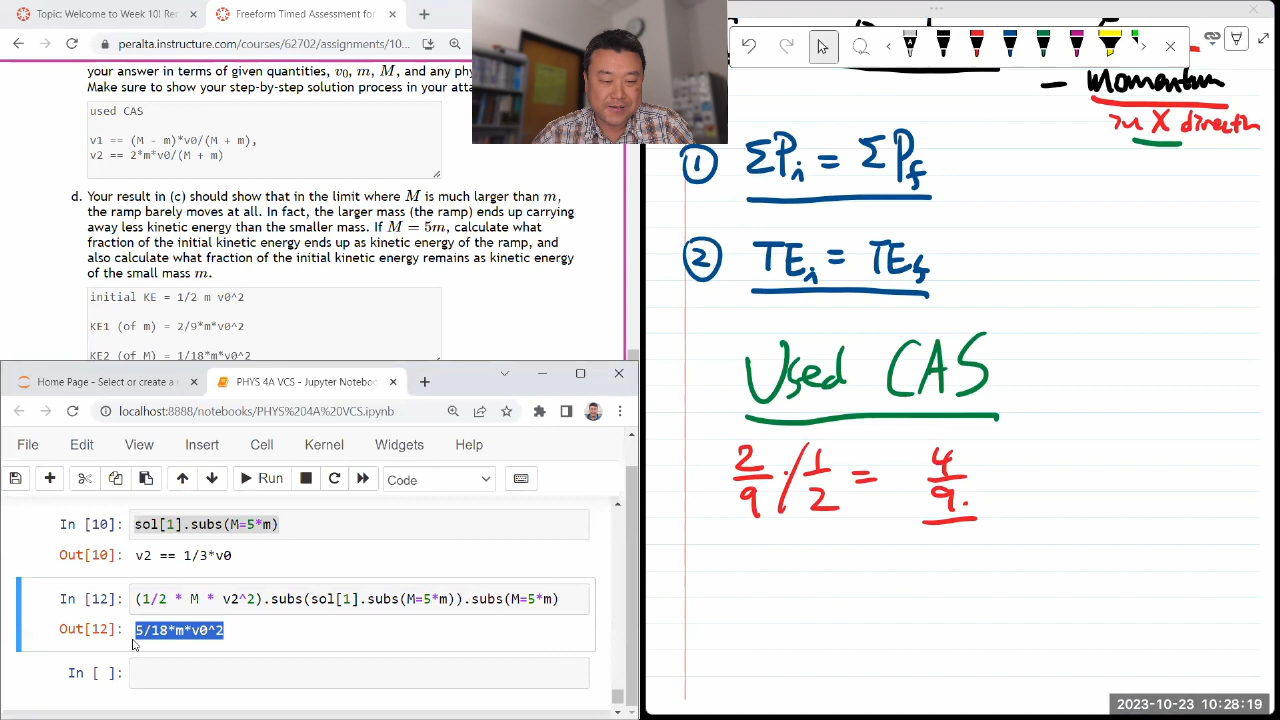 Topic: Welcome to Week 10! Re
Freeform Timed Assessment for
peralta.instructure.com/courses/62
your answer in terms of given quantities, v0, m, M, and any phy
Make sure to show your step-by-step solution process in your atta
used CAS
v1 == (M - m)*v0/(M + m),
v2 == 2*m*v0/(M + m)
d. Your result in (c) should show that in the limit where M is much larger than m,
the ramp barely moves at all. In fact, the larger mass (the ramp) ends up carrying
away less kinetic energy than the smaller mass. If M = 5m, calculate what
fraction of the initial kinetic energy ends up as kinetic energy of the ramp, and
also calculate what fraction of the initial kinetic energy remains as kinetic energy
of the small mass m.
initial KE = 1/2 m v0^2
KE1 (of m) = 2/9*m*v0^2
KE2 (of M) = 1/18*m*v0^2
Home Page - Select or create a
PHYS 4A VCS - Jupyter Notebo
localhost:8888/notebooks/PHYS%204A%20VCS.ipynb
File Edit View Insert Cell Kernel Widgets Help
Run Code
In [10]: sol[1].subs(M=5*m
Out[10]: v2 == 1/3*v0
In [12]: (1/2 * M * v2^2).subs(sol[1].subs(M=5*m)).subs(M=5*m)
Out[12]: 5/18*m*v0^2
In [ ]:
- Momentum
in X direction
① ΣPi = ΣPf
② TEi = TEf
Used CAS
2/9 / 1/2 = 4/9.
2023-10-23 10:28:19